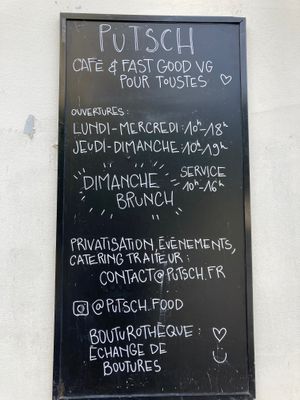 PUTSCH
CAFÉ & FAST GOOD VG
POUR TOUSTES
OUVERTURES :
LUNDI-MERCREDI : 10h-18h
JEUDI-DIMANCHE : 10h-19h
DIMANCHE
BRUNCH
SERVICE
10h-16h
PRIVATISATION, ÉVÈNEMENTS,
CATERING TRAITEUR :
CONTACT@PUTSCH.FR
@PUTSCH.FOOD
BOUTUROTHÈQUE :
ÉCHANGE DE
BOUTURES